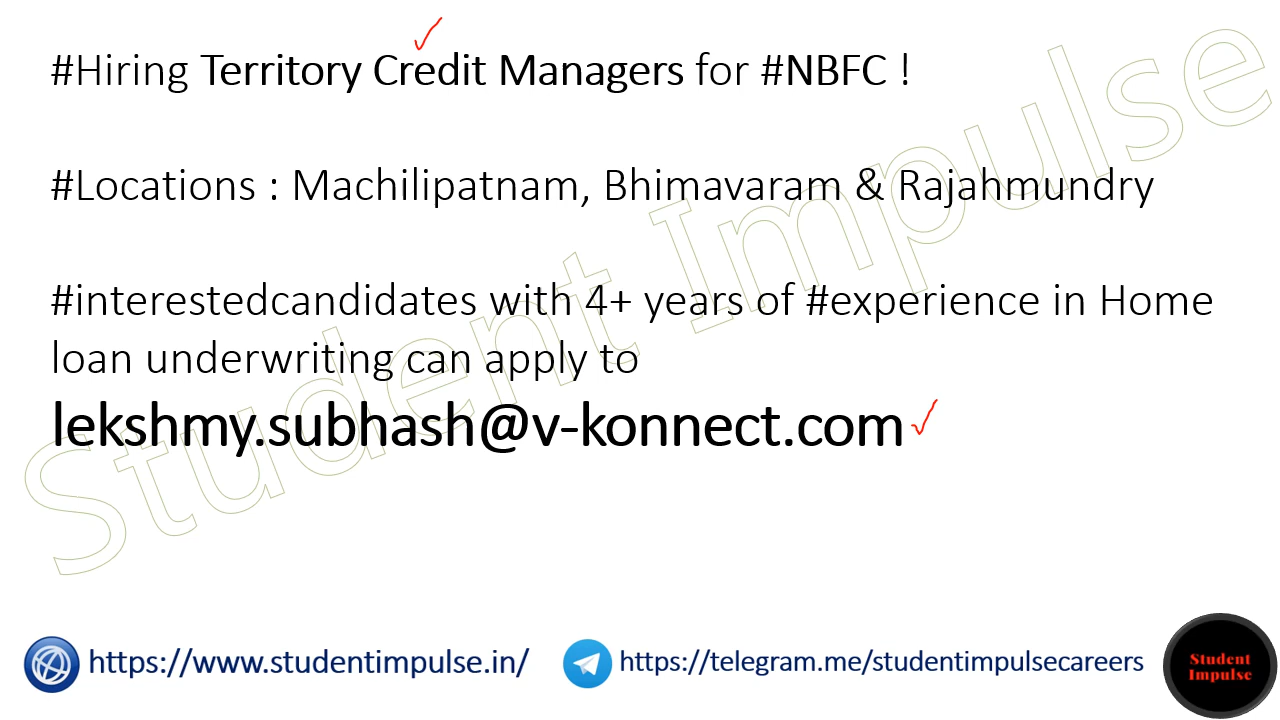 #Hiring Territory Credit Managers for #NBFC !
#Locations : Machilipatnam, Bhimavaram & Rajahmundry
#interestedcandidates with 4+ years of #experience in Home
loan underwriting can apply to
lekshmy.subhash@v-konnect.com
Student Impulse
https://www.studentimpulse.in/
https://telegram.me/studentimpulsecareers
Student
Impulse